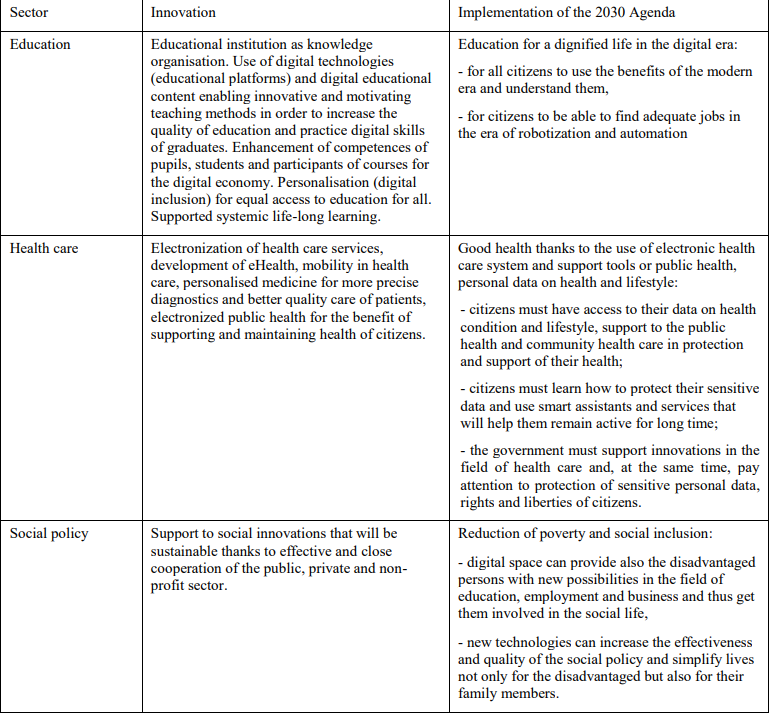 Sector
Innovation
Implementation of the 2030 Agenda
Education
Educational institution as knowledge
organisation. Use of digital technologies
(educational platforms) and digital educational
content enabling innovative and motivating
teaching methods in order to increase the
quality of education and practice digital skills
of graduates. Enhancement of competences of
pupils, students and participants of courses for
the digital economy. Personalisation (digital
inclusion) for equal access to education for all.
Supported systemic life-long learning.
Education for a dignified life in the digital era:
- for all citizens to use the benefits of the modern
era and understand them,
- for citizens to be able to find adequate jobs in
the era of robotization and automation
Health care
Electronization of health care services,
development of eHealth, mobility in health
care, personalised medicine for more precise
diagnostics and better quality care of patients,
electronized public health for the benefit of
supporting and maintaining health of citizens.
Good health thanks to the use of electronic health
care system and support tools or public health,
personal data on health and lifestyle:
- citizens must have access to their data on health
condition and lifestyle, support to the public
health and community health care in protection
and support of their health;
- citizens must learn how to protect their sensitive
data and use smart assistants and services that
will help them remain active for long time;
- the government must support innovations in the
field of health care and, at the same time, pay
attention to protection of sensitive personal data,
rights and liberties of citizens.
Social policy
Support to social innovations that will be
sustainable thanks to effective and close
cooperation of the public, private and non-
profit sector.
Reduction of poverty and social inclusion:
- digital space can provide also the disadvantaged
persons with new possibilities in the field of
education, employment and business and thus get
them involved in the social life,
- new technologies can increase the effectiveness
and quality of the social policy and simplify lives
not only for the disadvantaged but also for their
family members.